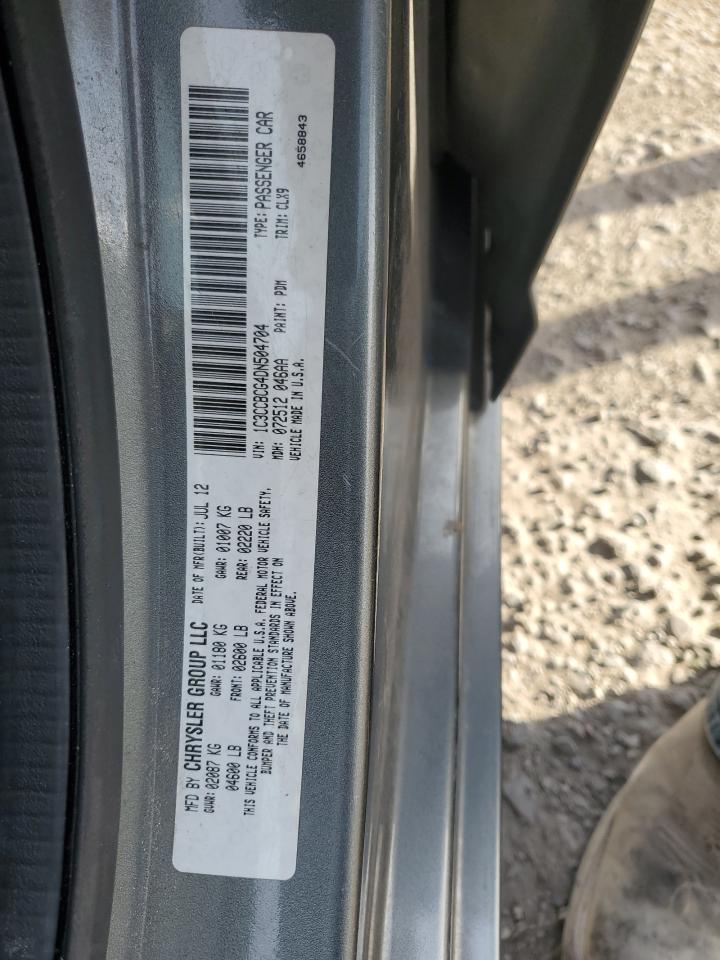 MFD BY CHRYSLER GROUP LLC DATE OF MFR(BUILT): JUL 12
GVWR: 02087 KG GAWR: 01180 KG GAWR: 01007 KG
04600 LB FRONT: 02600 LB REAR: 02220 LB
THIS VEHICLE CONFORMS TO ALL APPLICABLE U.S.A. FEDERAL MOTOR VEHICLE SAFETY,
BUMPER AND THEFT PREVENTION STANDARDS IN EFFECT ON
THE DATE OF MANUFACTURE SHOWN ABOVE.
VIN: 1C3CCBCG4DN504704 TYPE: PASSENGER CAR
MDH: 072512 046AA PAINT: PDM TRIM: CLX9
VEHICLE MADE IN U.S.A. 4658843